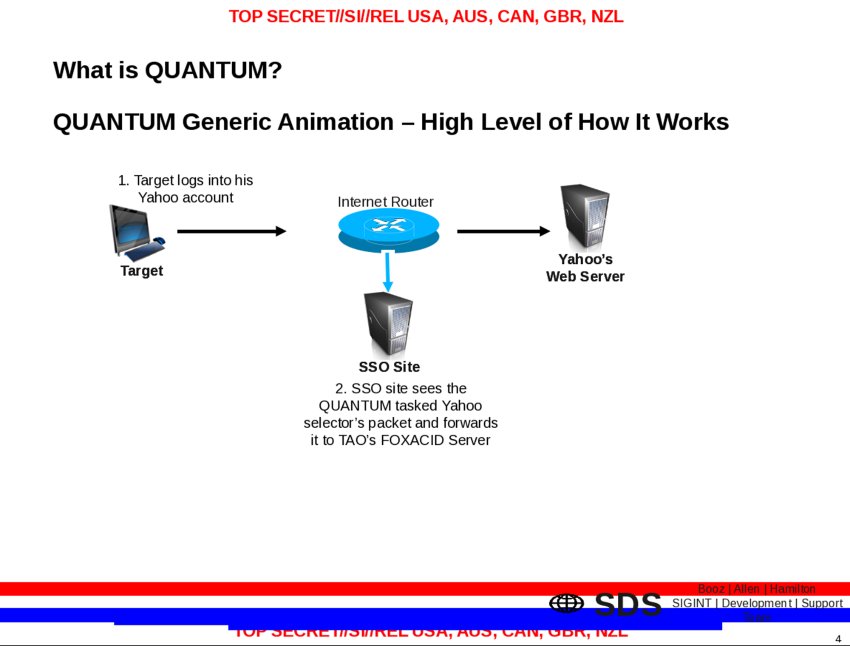 TOP SECRET//SI//REL USA, AUS, CAN, GBR, NZL
What is QUANTUM?
QUANTUM Generic Animation – High Level of How It Works
1. Target logs into his
Yahoo account
Internet Router
Target
Yahoo’s
Web Server
SSO Site
2. SSO site sees the
QUANTUM tasked Yahoo
selector’s packet and forwards
it to TAO’s FOXACID Server
Booz | Allen | Hamilton
SDS
SIGINT | Development | Support
TOP SECRET//SI//REL USA, AUS, CAN, GBR, NZL
4